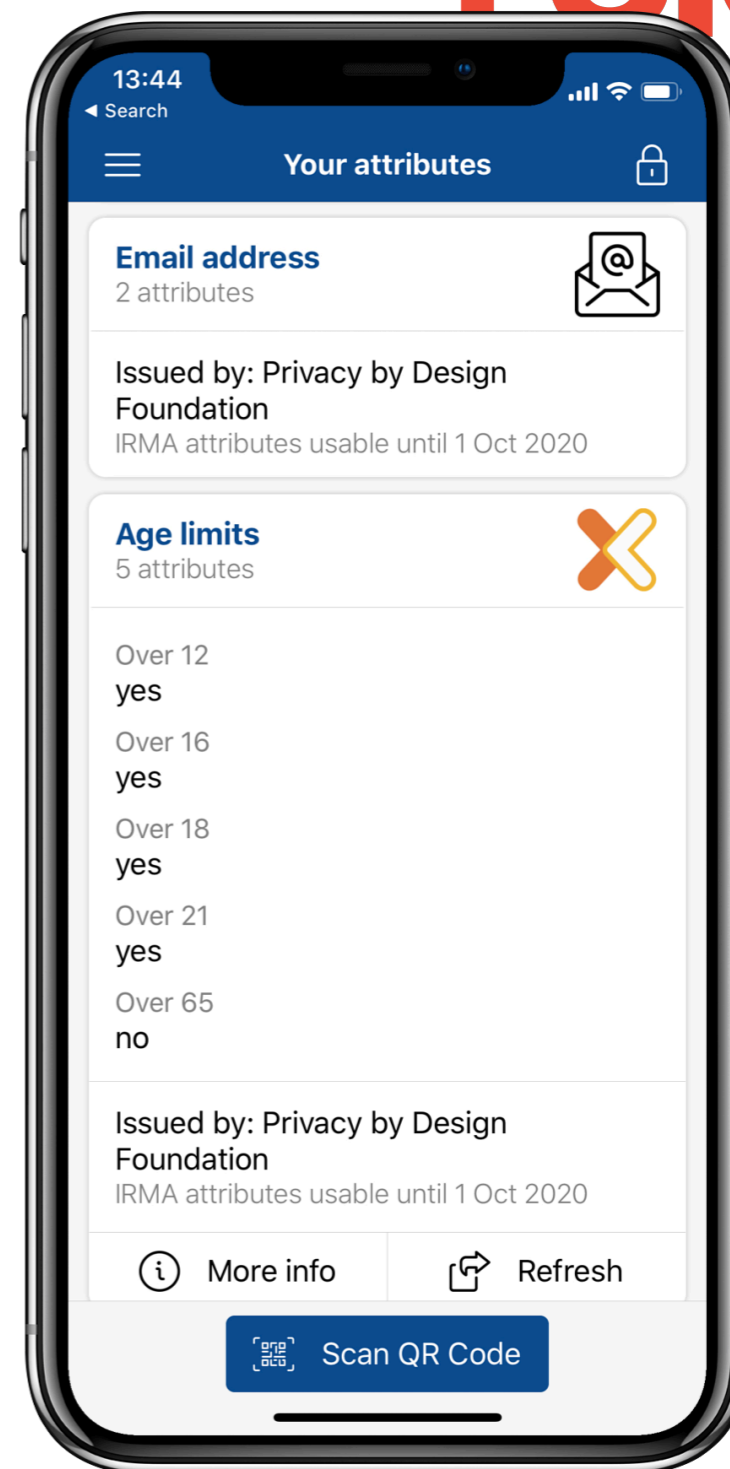 13:44
Search
Your attributes
Email address
2 attributes
Issued by: Privacy by Design
Foundation
IRMA attributes usable until 1 Oct 2020
Age limits
5 attributes
Over 12
yes
Over 16
yes
Over 18
yes
Over 21
yes
Over 65
no
Issued by: Privacy by Design
Foundation
IRMA attributes usable until 1 Oct 2020
More info
Refresh
Scan QR Code